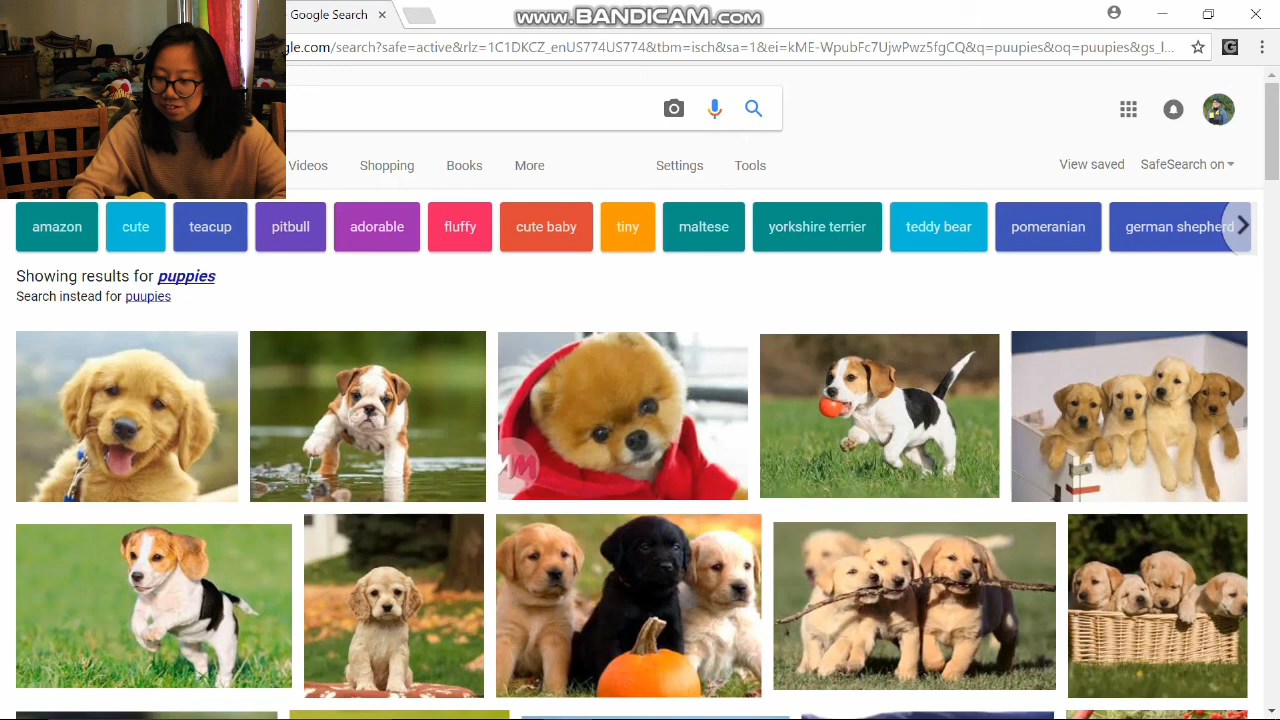 Google Search
www.BANDICAM.com
gle.com/search?safe=active&rlz=1C1DKCZ_enUS774US774&tbm=isch&sa=1&ei=kME-WpubFc7UjwPwz5fgCQ&q=puupies&oq=puupies&gs_l...
Videos
Shopping
Books
More
Settings
Tools
View saved
SafeSearch on
amazon
cute
teacup
pitbull
adorable
fluffy
cute baby
tiny
maltese
yorkshire terrier
teddy bear
pomeranian
german shepherd
Showing results for puppies
Search instead for puupies